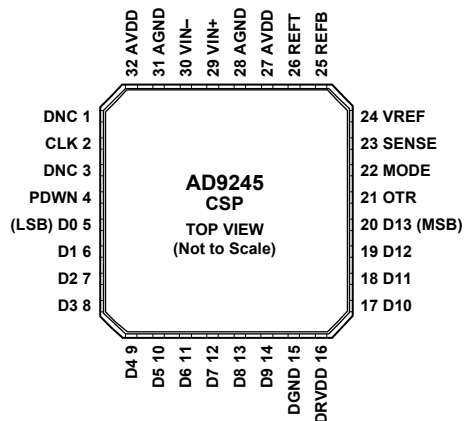 32 AVDD
31 AGND
30 VIN–
29 VIN+
28 AGND
27 AVDD
26 REFT
25 REFB
DNC 1
CLK 2
DNC 3
PDWN 4
(LSB) D0 5
D1 6
D2 7
D3 8
AD9245
CSP
TOP VIEW
(Not to Scale)
24 VREF
23 SENSE
22 MODE
21 OTR
20 D13 (MSB)
19 D12
18 D11
17 D10
D4 9
D5 10
D6 11
D7 12
D8 13
D9 14
DGND 15
DRVDD 16